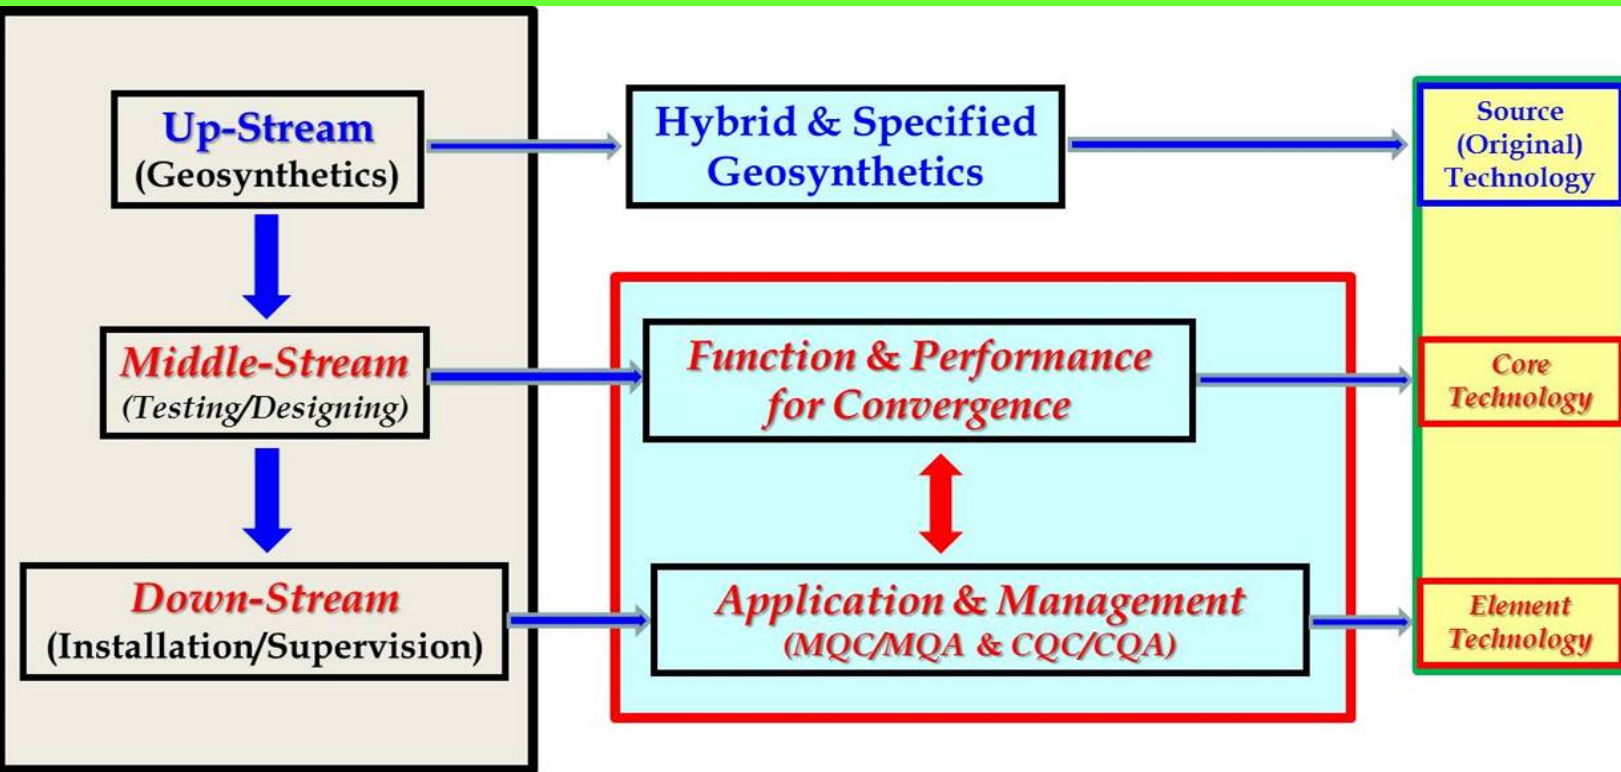 Up-Stream
(Geosynthetics)
Hybrid & Specified
Geosynthetics
Source
(Original)
Technology
Middle-Stream
(Testing/Designing)
Function & Performance
for Convergence
Core
Technology
Down-Stream
(Installation/Supervision)
Application & Management
(MQC/MQA & CQC/CQA)
Element
Technology